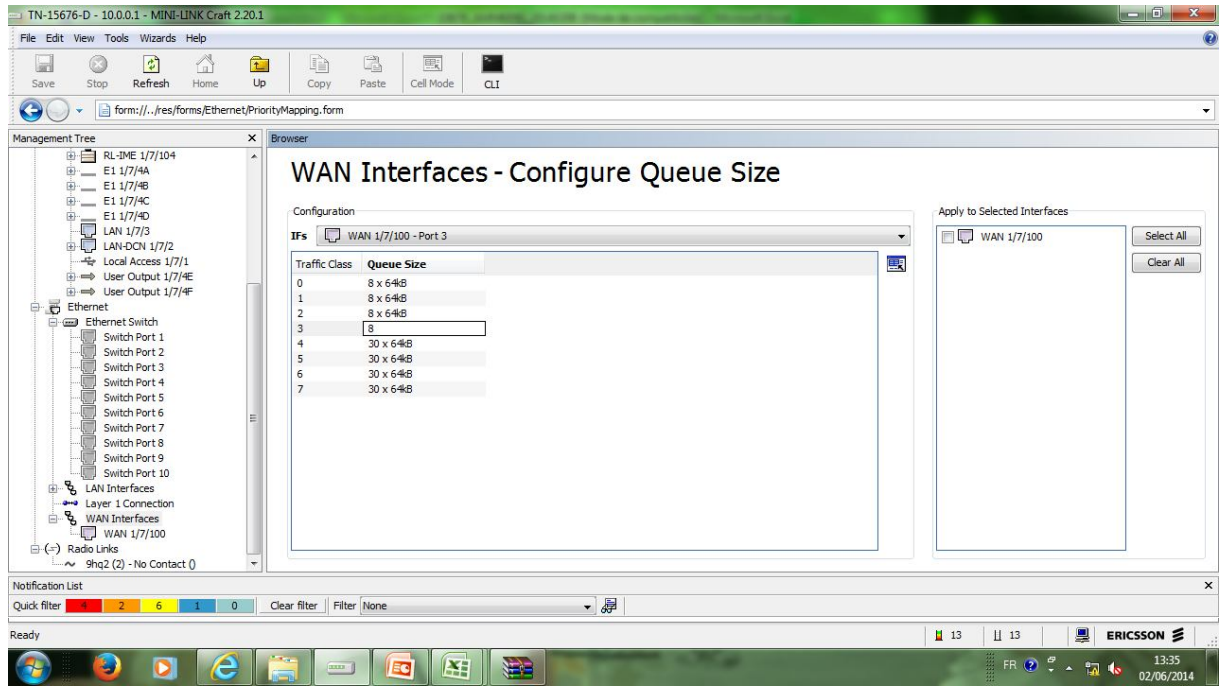 TN-15676-D - 10.0.0.1 - MINI-LINK Craft 2.20.1
File Edit View Tools Wizards Help
Save Stop Refresh Home Up Copy Paste Cell Mode CLI
form://../res/forms/Ethernet/PriorityMapping.form
Management Tree
Browser
RL-IME 1/7/104
E1 1/7/4A
E1 1/7/4B
E1 1/7/4C
E1 1/7/4D
LAN 1/7/3
LAN-DCN 1/7/2
Local Access 1/7/1
User Output 1/7/4E
User Output 1/7/4F
Ethernet
Ethernet Switch
Switch Port 1
Switch Port 2
Switch Port 3
Switch Port 4
Switch Port 5
Switch Port 6
Switch Port 7
Switch Port 8
Switch Port 9
Switch Port 10
LAN Interfaces
Layer 1 Connection
WAN Interfaces
WAN 1/7/100
Radio Links
9hq2 (2) - No Contact ()
WAN Interfaces - Configure Queue Size
Configuration
IFs WAN 1/7/100 - Port 3
Traffic Class Queue Size
0 8 x 64kB
1 8 x 64kB
2 8 x 64kB
3 8
4 30 x 64kB
5 30 x 64kB
6 30 x 64kB
7 30 x 64kB
Apply to Selected Interfaces
WAN 1/7/100
Select All
Clear All
Notification List
Quick filter 4 2 6 1 0 Clear filter Filter None
Ready 13 13 ERICSSON
FR 13:35
02/06/2014